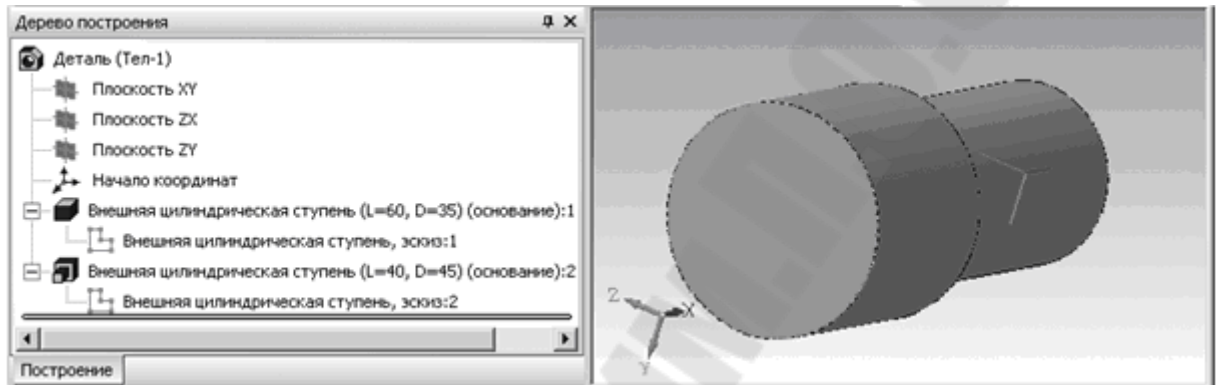 Дерево построения
Деталь (Тел-1)
Плоскость XY
Плоскость ZX
Плоскость ZY
Начало координат
Внешняя цилиндрическая ступень (L=60, D=35) (основание):1
Внешняя цилиндрическая ступень, эскиз:1
Внешняя цилиндрическая ступень (L=40, D=45) (основание):2
Внешняя цилиндрическая ступень, эскиз:2
Построение
Z
X
Y